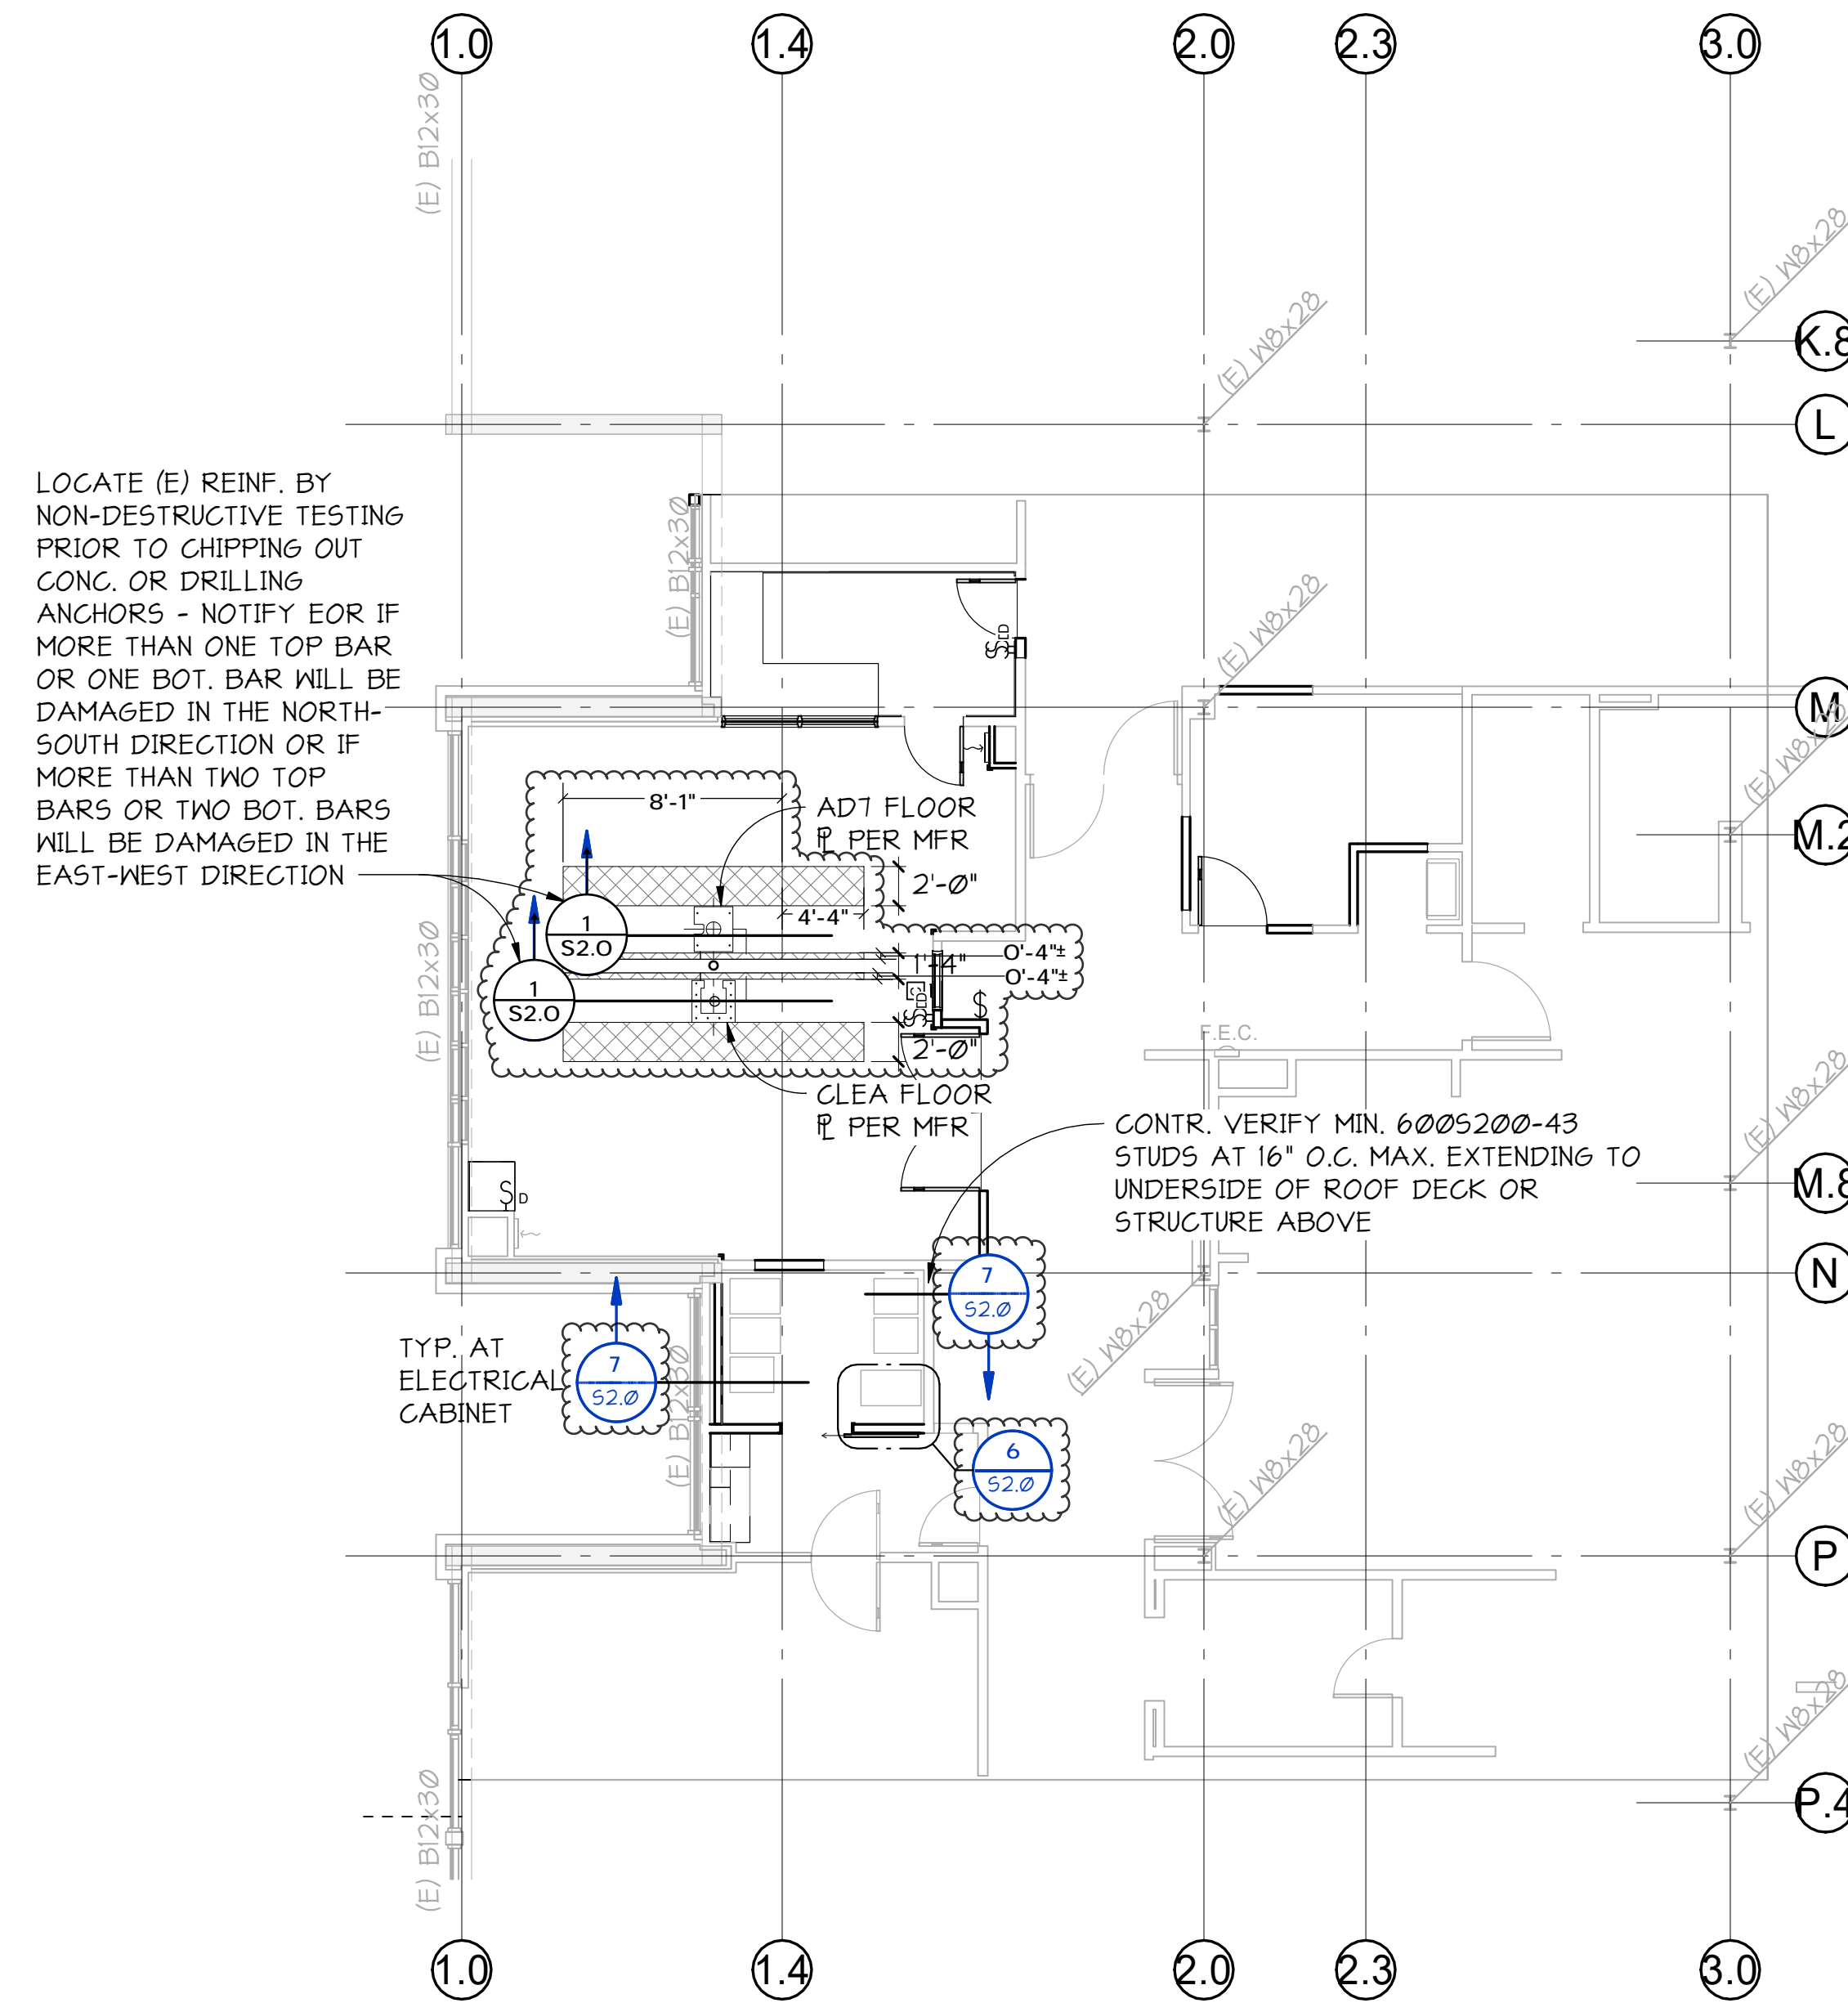 1.0
1.4
2.0
2.3
3.0
(E) B12x30
(E) W8x28
(E) W8x28
K.8
L
LOCATE (E) REINF. BY
NON-DESTRUCTIVE TESTING
PRIOR TO CHIPPING OUT
CONC. OR DRILLING
ANCHORS - NOTIFY EOR IF
MORE THAN ONE TOP BAR
OR ONE BOT. BAR WILL BE
DAMAGED IN THE NORTH-
SOUTH DIRECTION OR IF
MORE THAN TWO TOP
BARS OR TWO BOT. BARS
WILL BE DAMAGED IN THE
EAST-WEST DIRECTION
(E) B12x30
(E) W8x28
M
(E) W8x28
M.2
8'-1"
AD7 FLOOR
PL PER MFR
2'-0"
4'-4"
1
S2.0
0'-4"±
1'-4"
0'-4"±
1
S2.0
$
2'-0"
(E) B12x30
F.E.C.
CLEA FLOOR
PL PER MFR
CONTR. VERIFY MIN. 600S200-43
STUDS AT 16" O.C. MAX. EXTENDING TO
UNDERSIDE OF ROOF DECK OR
STRUCTURE ABOVE
(E) W8x28
M.8
D
N
7
S2.0
(E) W8x28
TYP. AT
ELECTRICAL
CABINET
7
S2.0
(E) B12x30
6
S2.0
(E) W8x28
(E) W8x28
P
(E) W8x28
P.4
(E) B12x30
1.0
1.4
2.0
2.3
3.0